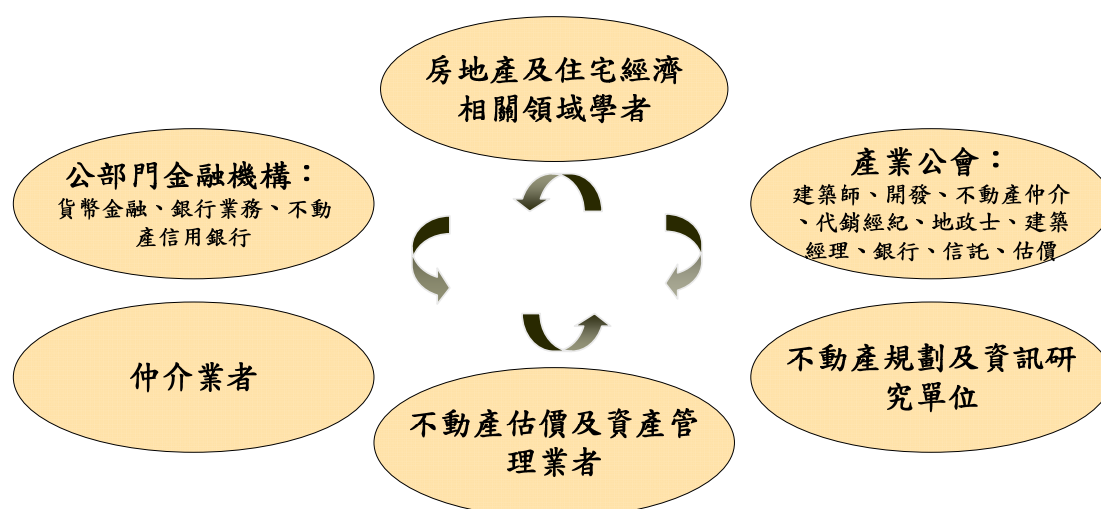 房地產及住宅經濟
相關領域學者
公部門金融機構：
貨幣金融、銀行業務、不動
產信用銀行
產業公會：
建築師、開發、不動產仲介
、代銷經紀、地政士、建築
經理、銀行、信託、估價
仲介業者
不動產規劃及資訊研
究單位
不動產估價及資產管
理業者